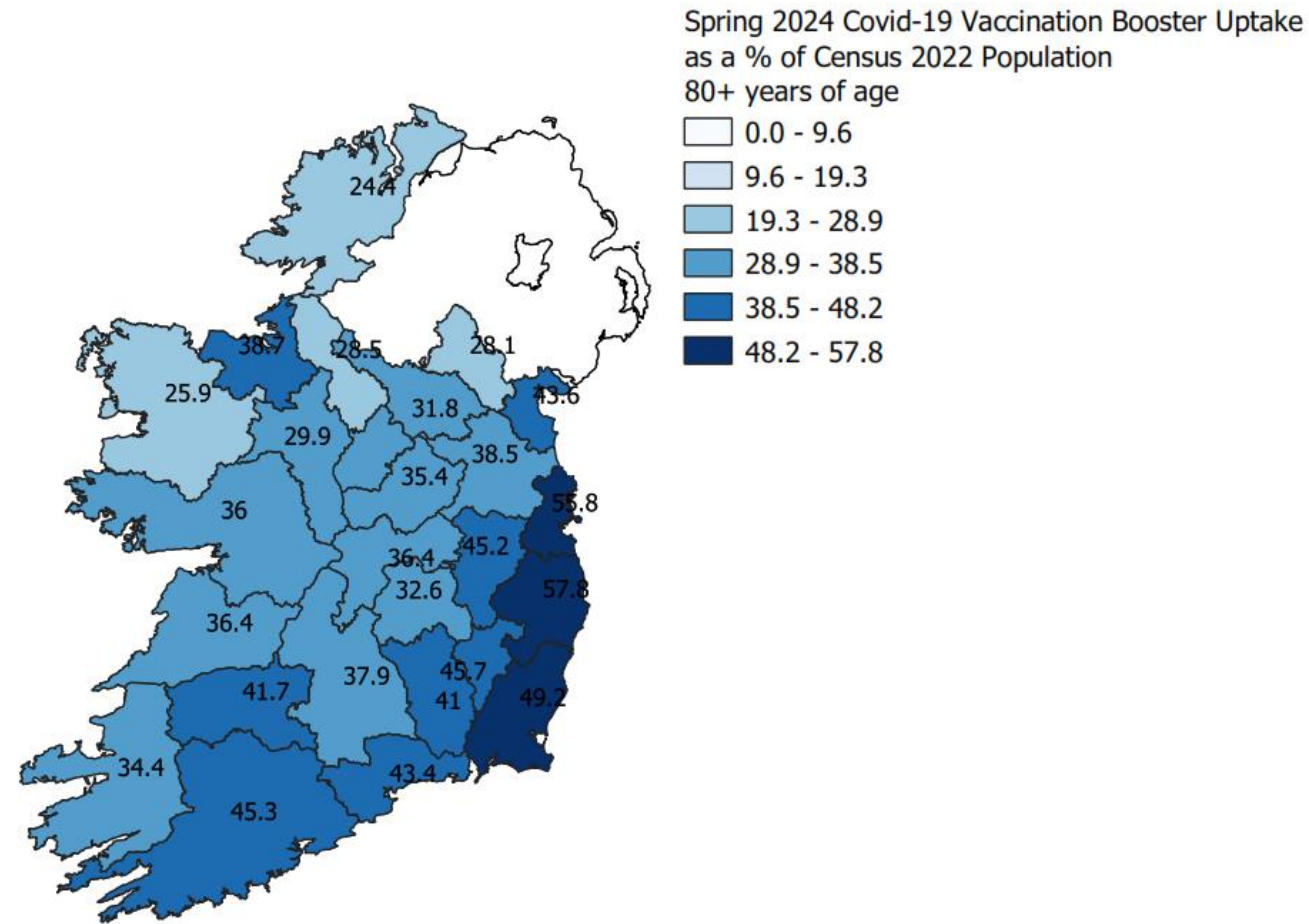 Spring 2024 Covid-19 Vaccination Booster Uptake
as a % of Census 2022 Population
80+ years of age
0.0 - 9.6
9.6 - 19.3
19.3 - 28.9
28.9 - 38.5
38.5 - 48.2
48.2 - 57.8
24.4
38.7
28.5
28.1
25.9
43.6
31.8
29.9
38.5
35.4
55.8
36
45.2
36.4
57.8
32.6
36.4
45.7
37.9
41.7
41
49.2
34.4
43.4
45.3